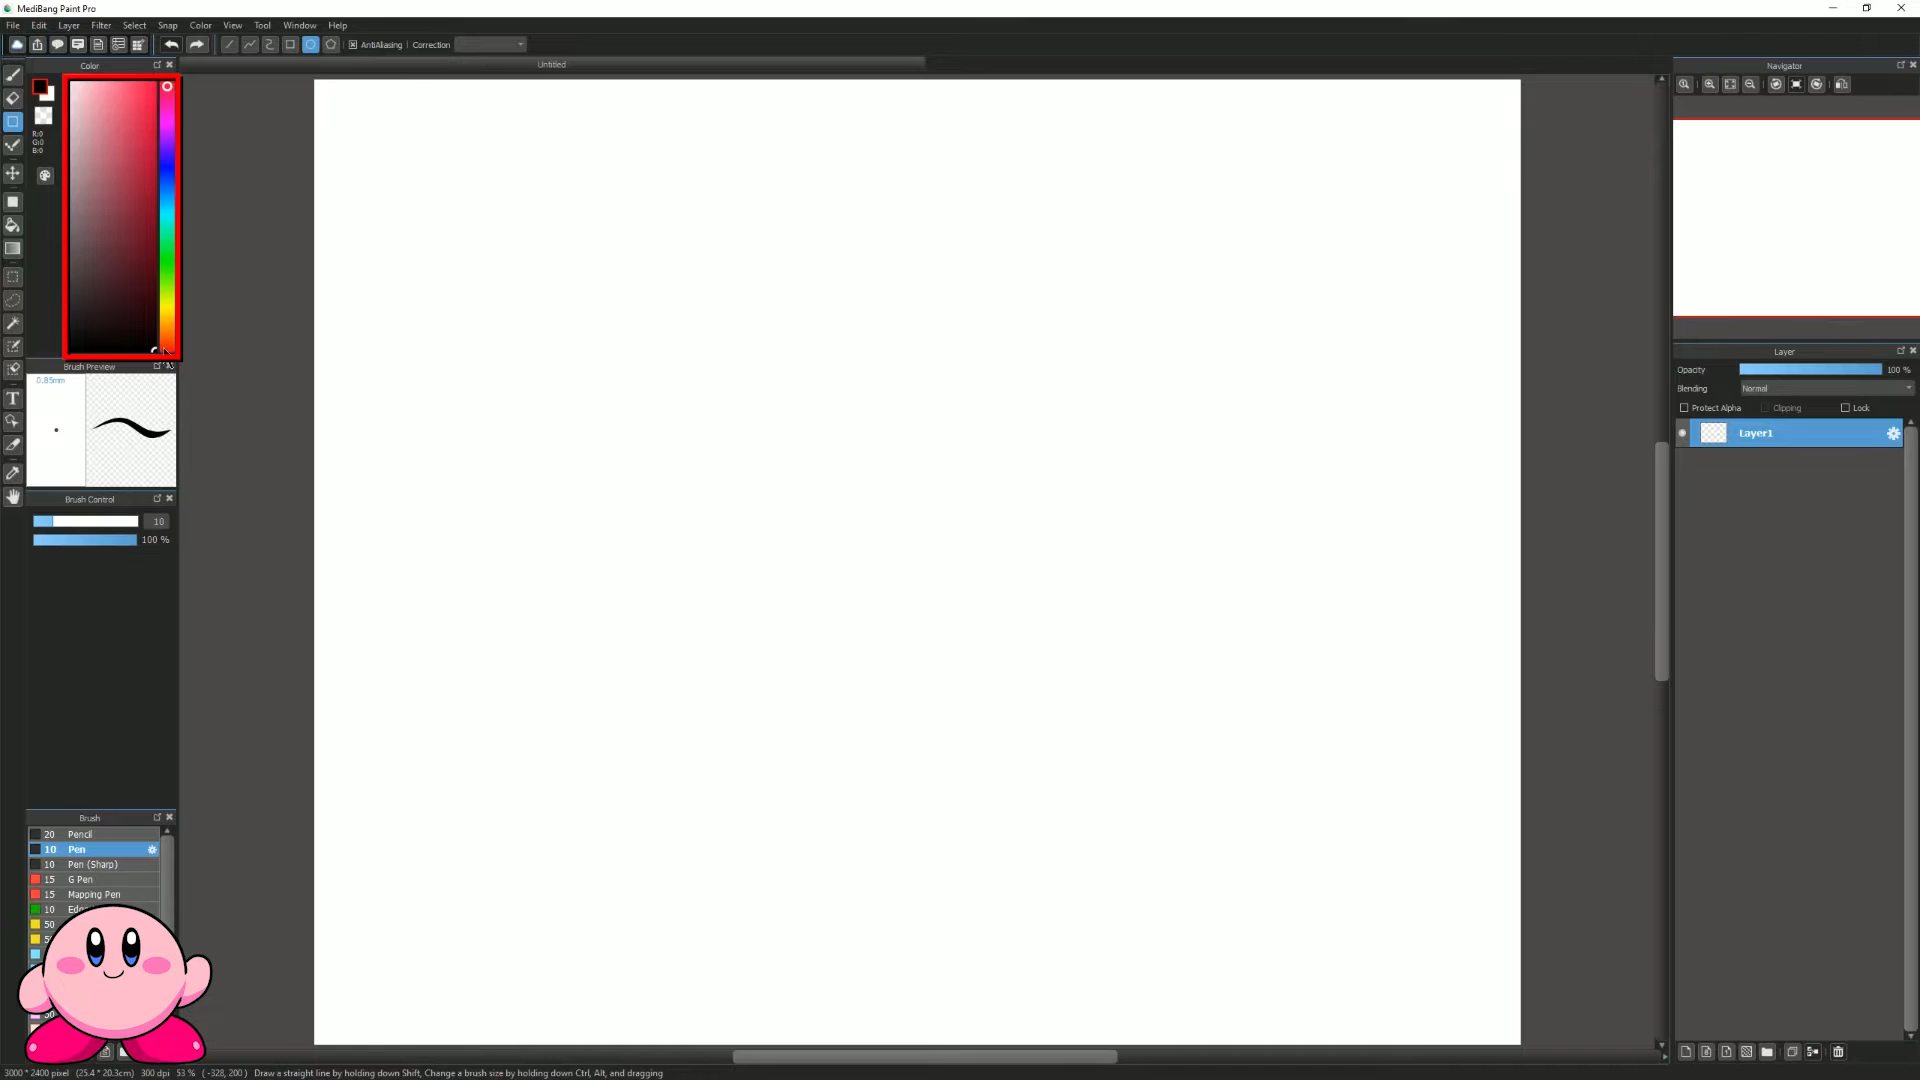 MediBang Paint Pro
File Edit Layer Filter Select Snap Color View Tool Window Help
AntiAliasing Correction
Color
Untitled
Navigator
R:0
G:0
B:0
Brush Preview
0.85mm
Layer
Opacity 100 %
Blending Normal
Protect Alpha Clipping Lock
Layer1
Brush Control
10
100 %
Brush
20 Pencil
10 Pen
10 Pen (Sharp)
15 G Pen
15 Mapping Pen
10
50
3000 * 2400 pixel (25.4 * 20.3cm) 300 dpi 53 % ( -328, 200 ) Draw a straight line by holding down Shift, Change a brush size by holding down Ctrl, Alt, and dragging